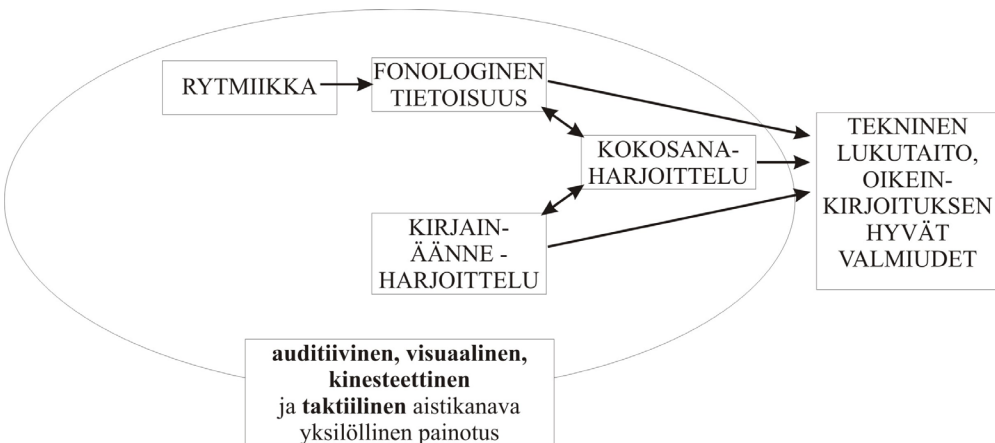 RYTMIIKKA
FONOLOGINEN
TIETOISUUS
KOKOSANA-
HARJOITTELU
KIRJAIN-
ÄÄNNE -
HARJOITTELU
TEKNINEN
LUKUTAITO,
OIKEIN-
KIRJOITUKSEN
HYVÄT
VALMIUDET
auditiivinen, visuaalinen,
kinesteettinen
ja taktiilinen aistikanava
yksilöllinen painotus